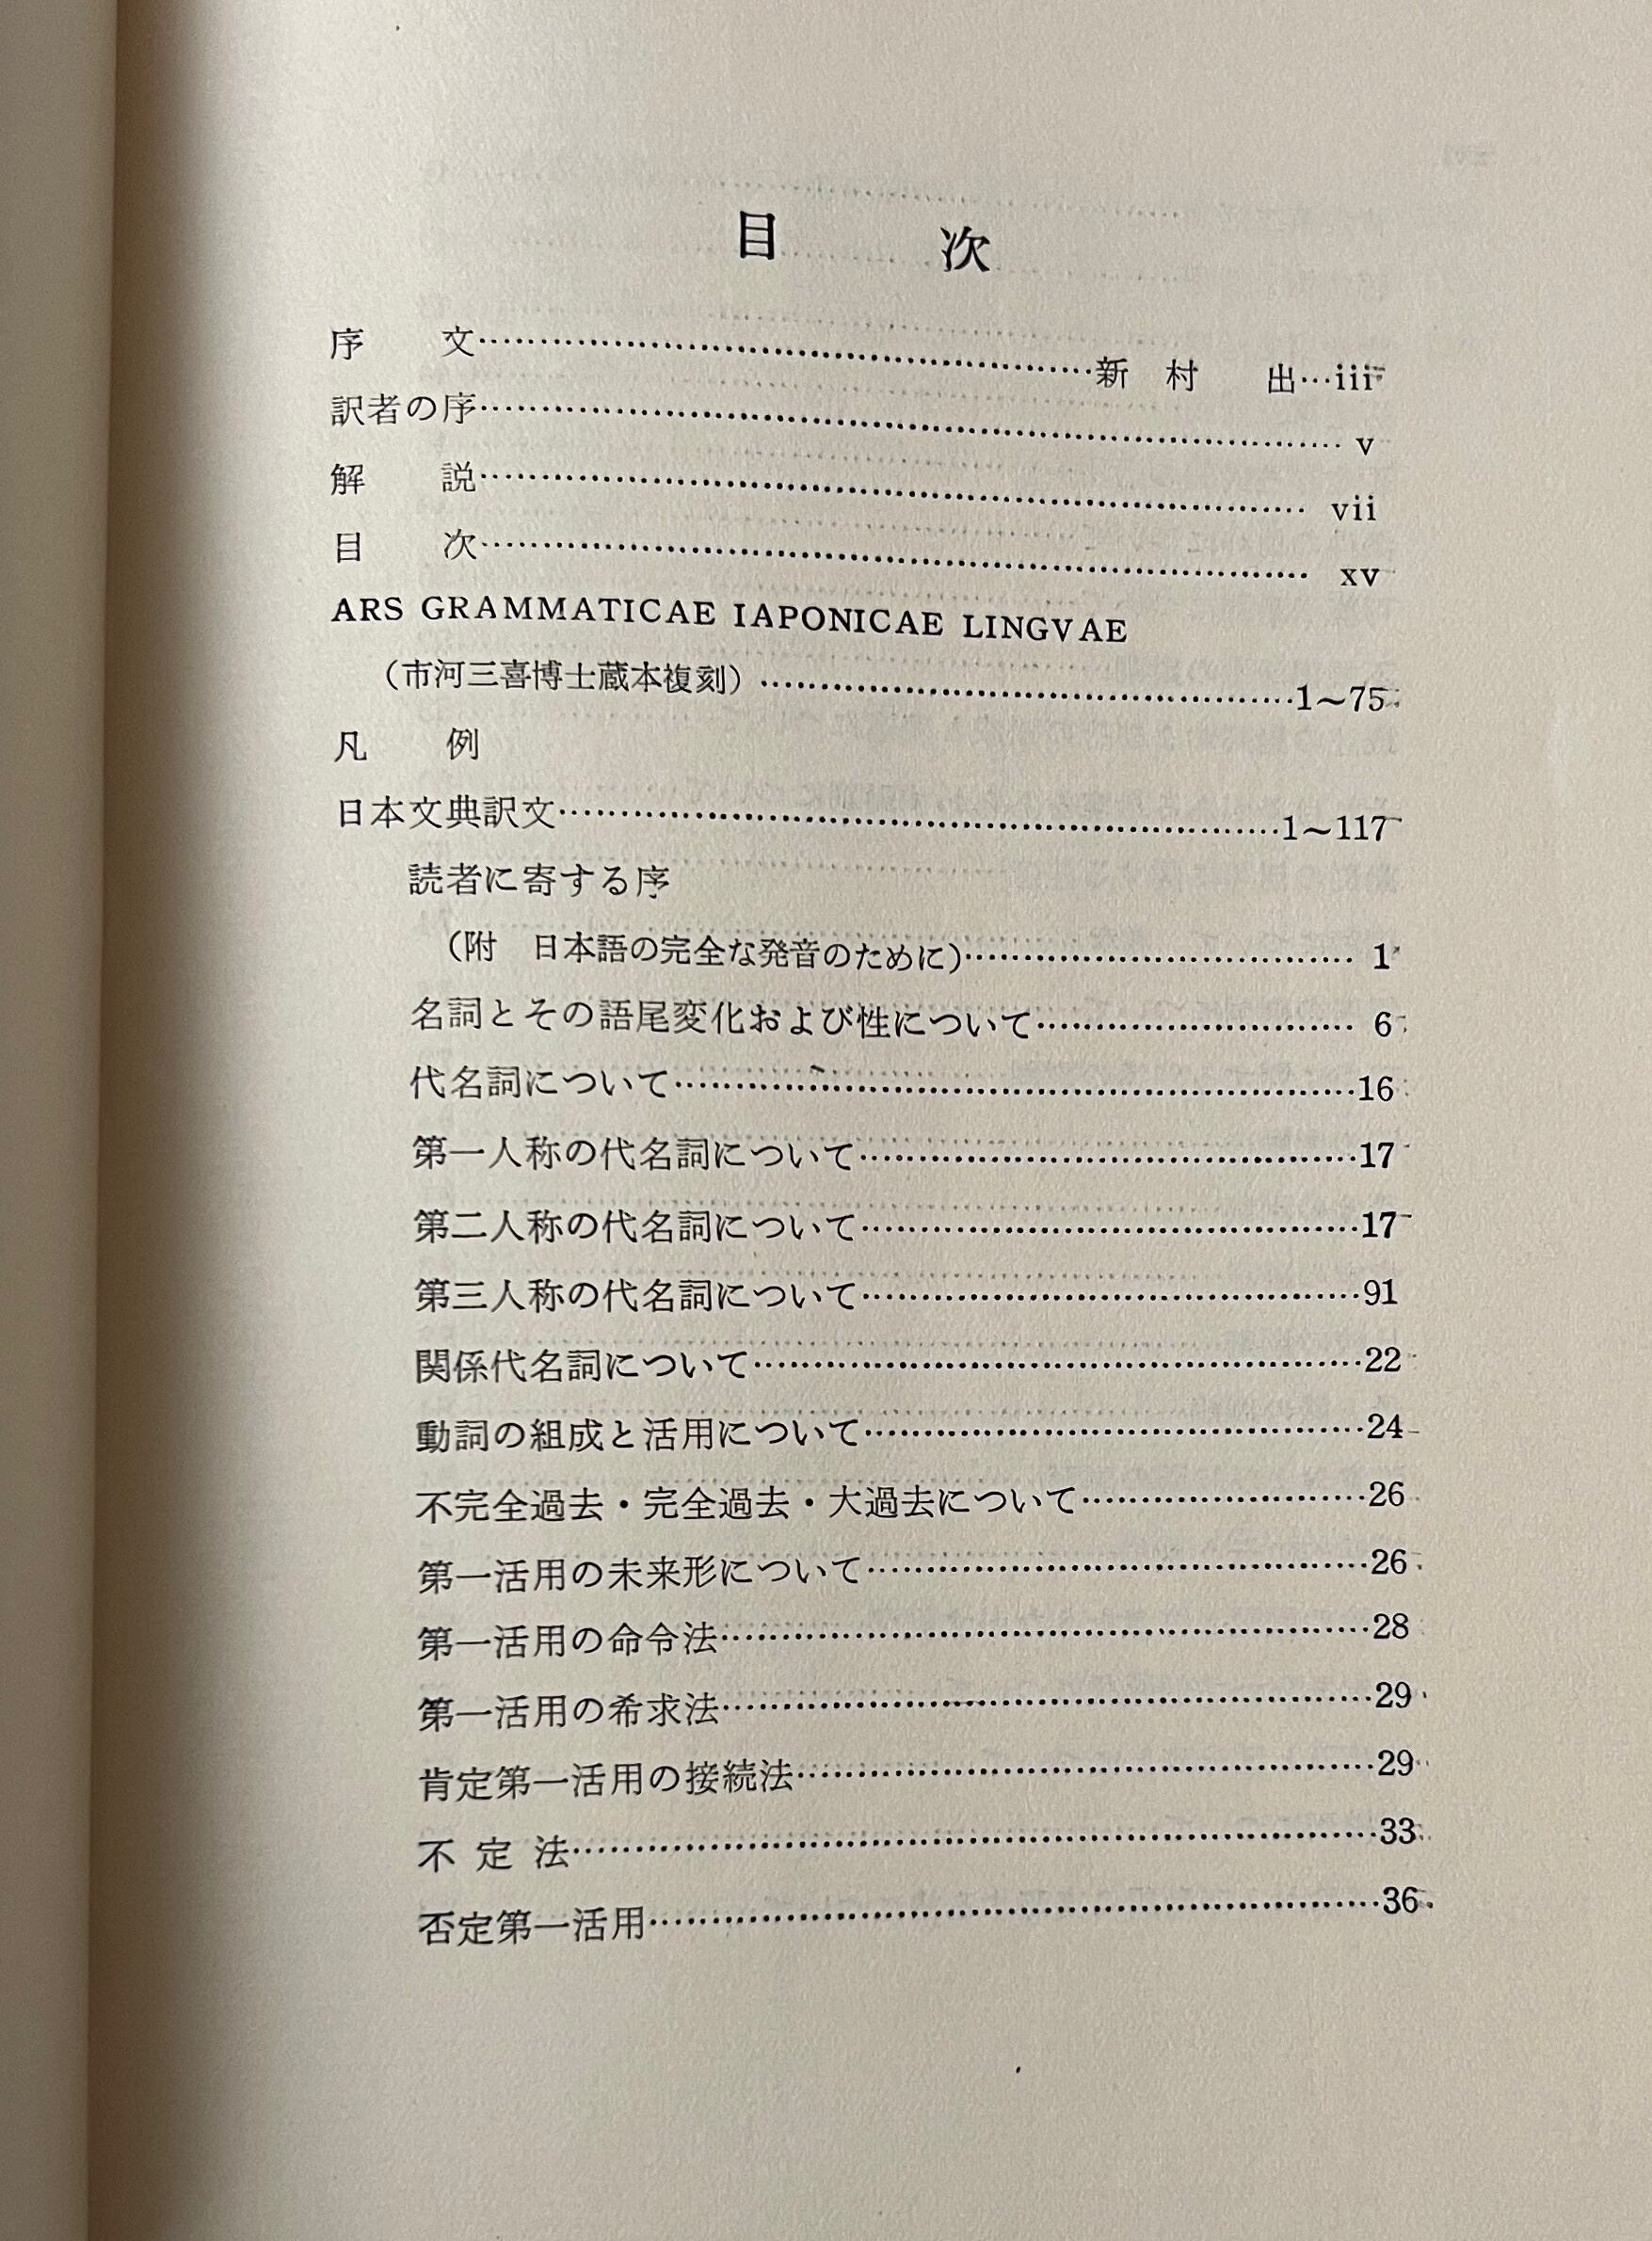 目次
序文……新村出…iii
訳者の序…… v
解説…… vii
目次…… xv
ARS GRAMMATICAE IAPONICAE LINGVAE
（市河三喜博士蔵本複刻）……1～75
凡例
日本文典訳文……1～117
読者に寄する序
（附　日本語の完全な発音のために）…… 1
名詞とその語尾変化および性について…… 6
代名詞について……16
第一人称の代名詞について……17
第二人称の代名詞について……17
第三人称の代名詞について……91
関係代名詞について……22
動詞の組成と活用について……24
不完全過去・完全過去・大過去について……26
第一活用の未来形について……26
第一活用の命令法……28
第一活用の希求法……29
肯定第一活用の接続法……29
不定法……33
否定第一活用……36